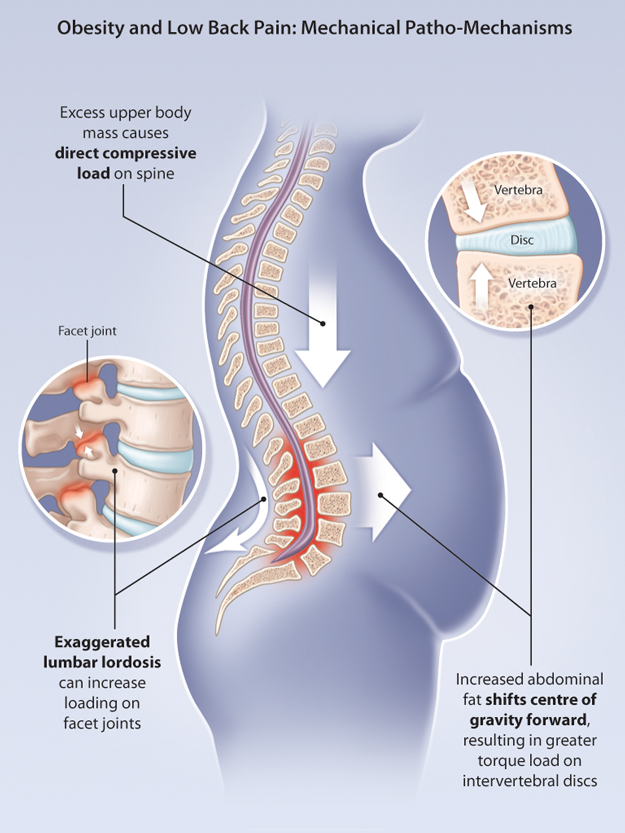 Obesity and Low Back Pain: Mechanical Patho-Mechanisms
Excess upper body
mass causes
direct compressive
load on spine
Vertebra
Disc
Vertebra
Facet joint
Exaggerated
lumbar lordosis
can increase
loading on
facet joints
Increased abdominal
fat shifts centre of
gravity forward,
resulting in greater
torque load on
intervertebral discs